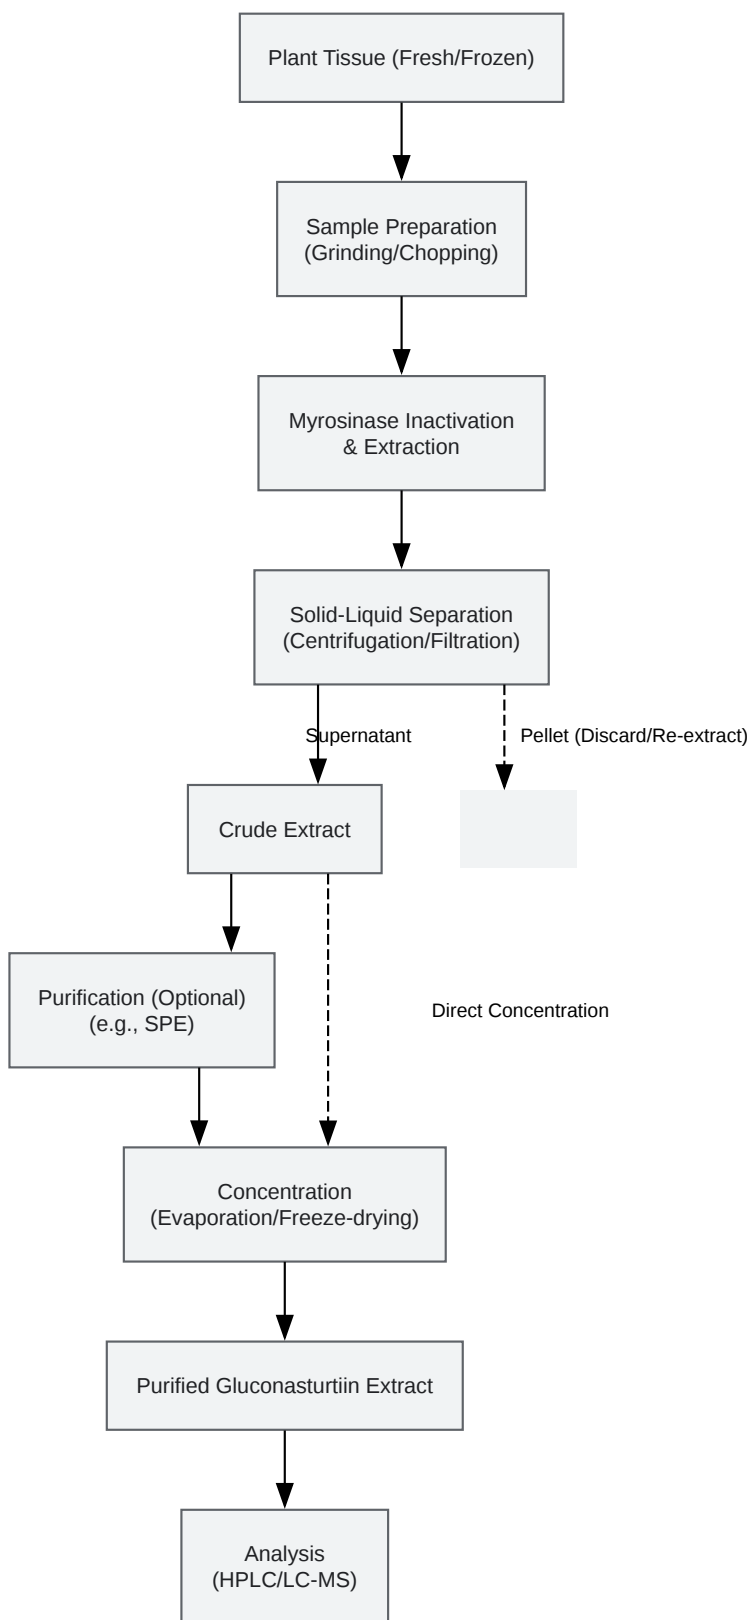 Plant Tissue (Fresh/Frozen)
Sample Preparation
(Grinding/Chopping)
Myrosinase Inactivation
& Extraction
Solid-Liquid Separation
(Centrifugation/Filtration)
Supernatant
Pellet (Discard/Re-extract)
Crude Extract
Purification (Optional)
(e.g., SPE)
Direct Concentration
Concentration
(Evaporation/Freeze-drying)
Purified Gluconasturtiin Extract
Analysis
(HPLC/LC-MS)